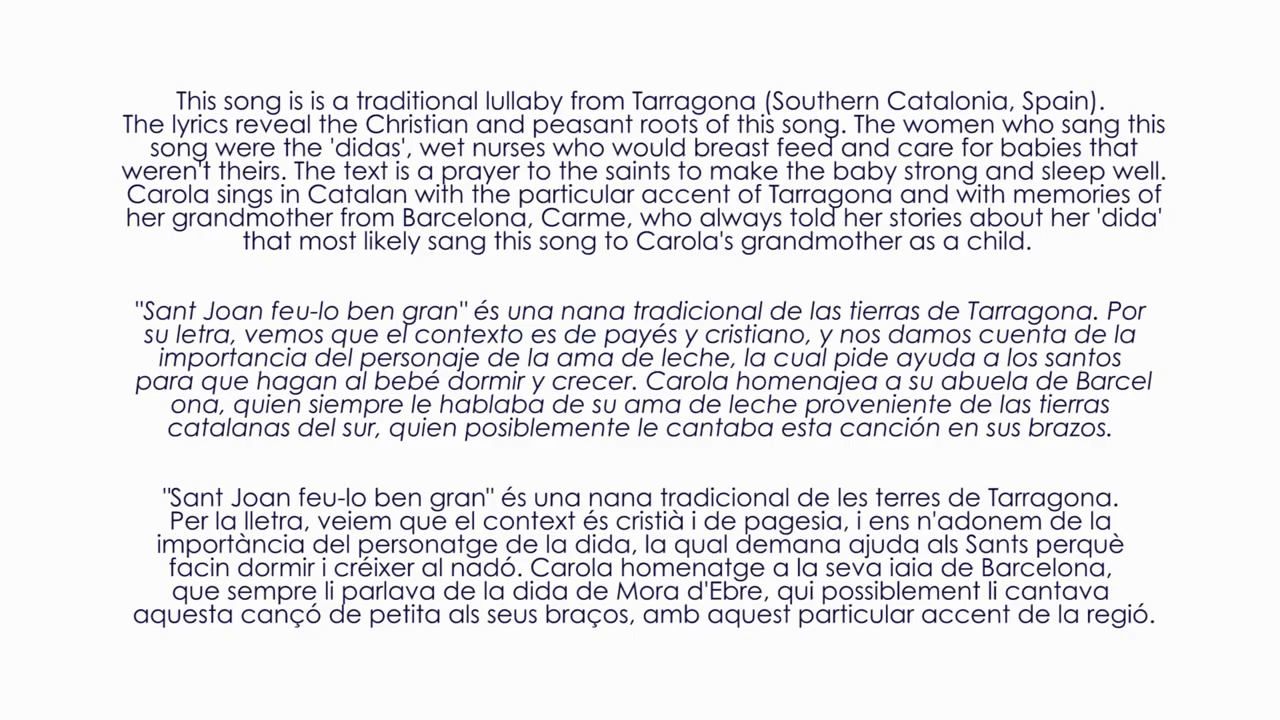 This song is is a traditional lullaby from Tarragona (Southern Catalonia, Spain).
The lyrics reveal the Christian and peasant roots of this song. The women who sang this
song were the 'didas', wet nurses who would breast feed and care for babies that
weren't theirs. The text is a prayer to the saints to make the baby strong and sleep well.
Carola sings in Catalan with the particular accent of Tarragona and with memories of
her grandmother from Barcelona, Carme, who always told her stories about her 'dida'
that most likely sang this song to Carola's grandmother as a child.
"Sant Joan feu-lo ben gran" és una nana tradicional de las tierras de Tarragona. Por
su letra, vemos que el contexto es de payés y cristiano, y nos damos cuenta de la
importancia del personaje de la ama de leche, la cual pide ayuda a los santos
para que hagan al bebé dormir y crecer. Carola homenajea a su abuela de Barcel
ona, quien siempre le hablaba de su ama de leche proveniente de las tierras
catalanas del sur, quien posiblemente le cantaba esta canción en sus brazos.
"Sant Joan feu-lo ben gran" és una nana tradicional de les terres de Tarragona.
Per la lletra, veiem que el context és cristià i de pagesia, i ens n'adonem de la
importància del personatge de la dida, la qual demana ajuda als Sants perquè
facin dormir i créixer al nadó. Carola homenatge a la seva iaia de Barcelona,
que sempre li parlava de la dida de Mora d'Ebre, qui possiblement li cantava
aquesta cançó de petita als seus braços, amb aquest particular accent de la regió.